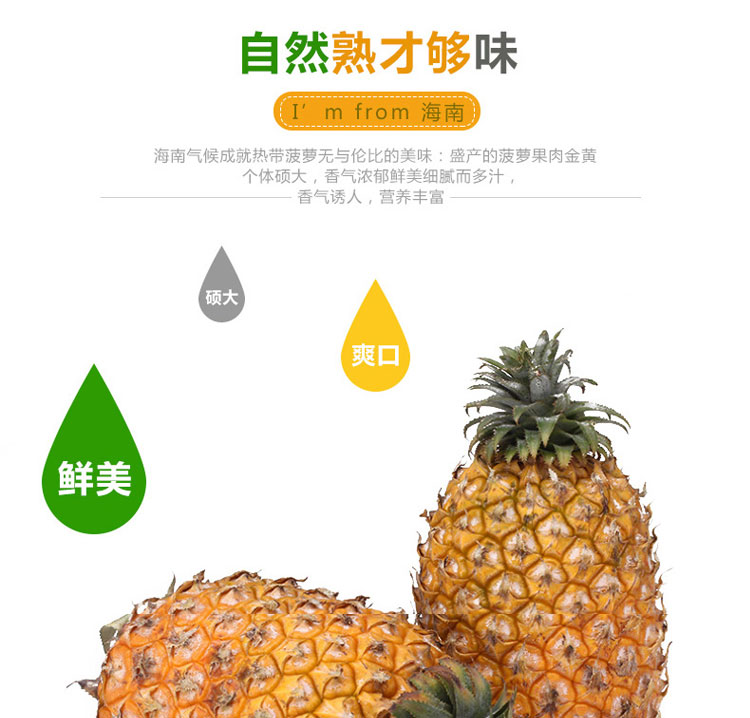 自然熟才够味
I'm from 海南
海南气候成就热带菠萝无与伦比的美味：盛产的菠萝果肉金黄
个体硕大，香气浓郁鲜美细腻而多汁，
香气诱人，营养丰富
硕大
爽口
鲜美